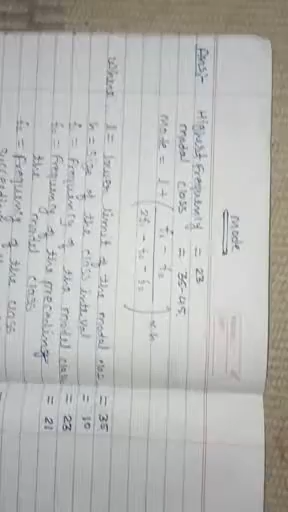 Mode
Ans:- Highest frequency = 23
modal class = 35-45,
mode = l + ( f₁ - f₀ / 2f₁ - f₀ - f₂ ) x h
where l = lower limit of the modal class = 35
h = size of the class interval = 10
f₁ = frequency of the modal class = 23
f₀ = frequency of the preceeding = 21
the modal class
f₂ = frequency of the class